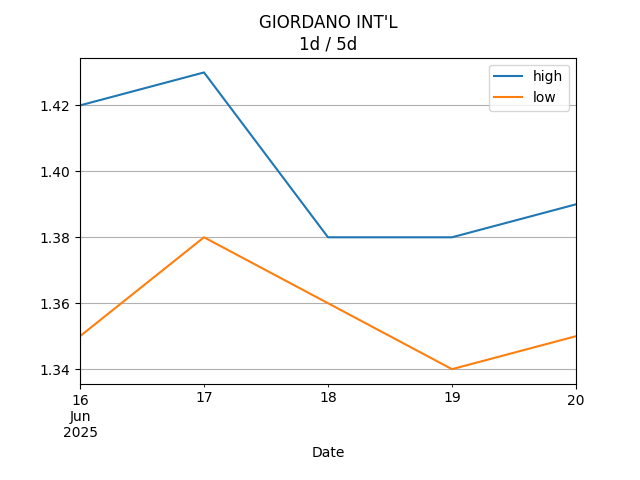 GIORDANO INT'L
1d / 5d
high
low
1.42
1.40
1.38
1.36
1.34
16 17 18 19 20
Jun
2025
Date